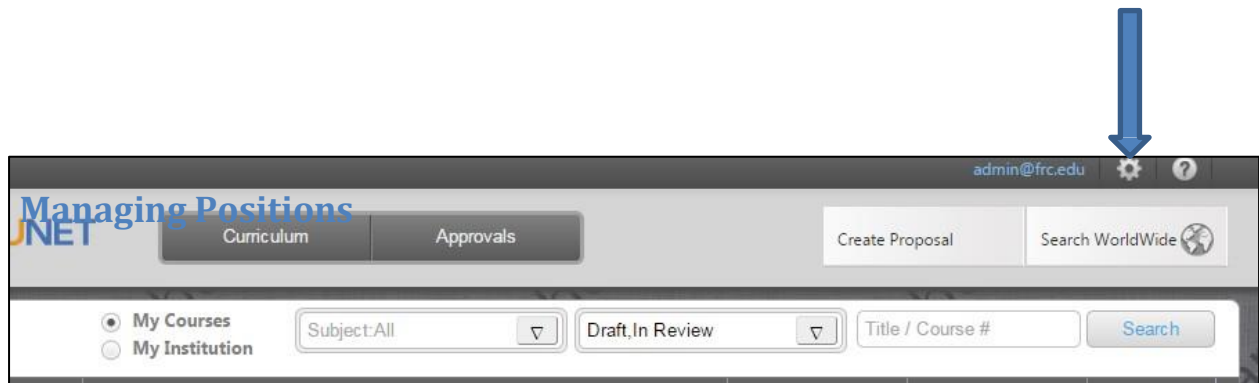 admin@frc.edu
Managing Positions
UNET Curriculum Approvals Create Proposal Search WorldWide
My Courses Subject:All Draft,In Review Title / Course # Search
My Institution